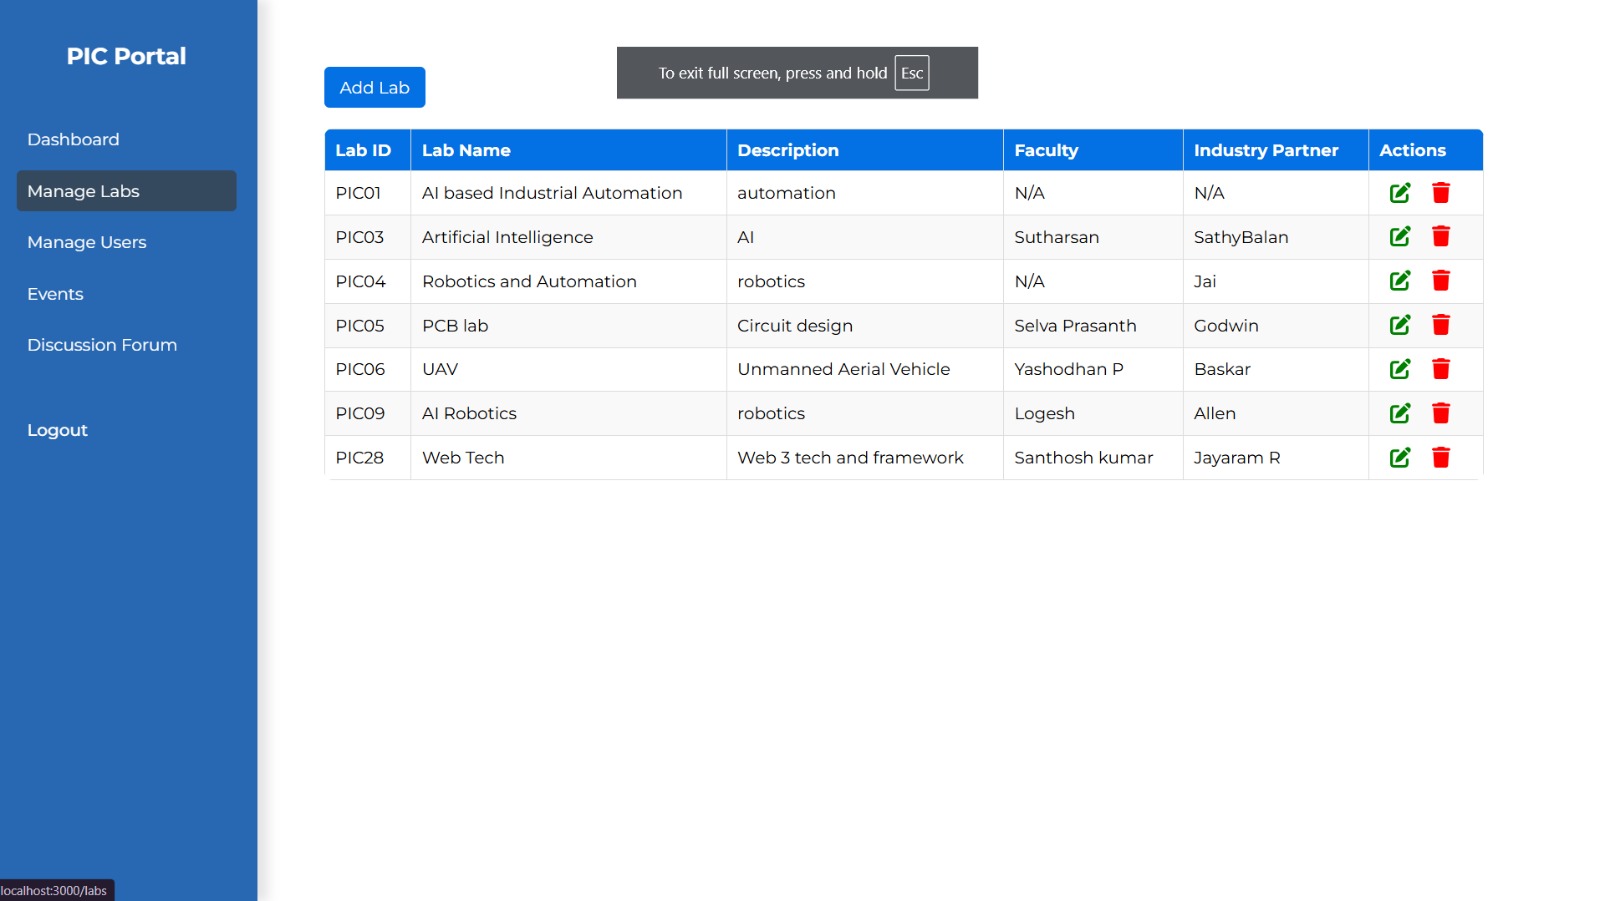 PIC Portal
Dashboard
Manage Labs
Manage Users
Events
Discussion Forum
Logout
To exit full screen, press and hold Esc
Add Lab
Lab ID Lab Name Description Faculty Industry Partner Actions
PIC01 AI based Industrial Automation automation N/A N/A
PIC03 Artificial Intelligence AI Sutharsan SathyBalan
PIC04 Robotics and Automation robotics N/A Jai
PIC05 PCB lab Circuit design Selva Prasanth Godwin
PIC06 UAV Unmanned Aerial Vehicle Yashodhan P Baskar
PIC09 AI Robotics robotics Logesh Allen
PIC28 Web Tech Web 3 tech and framework Santhosh kumar Jayaram R
localhost:3000/labs